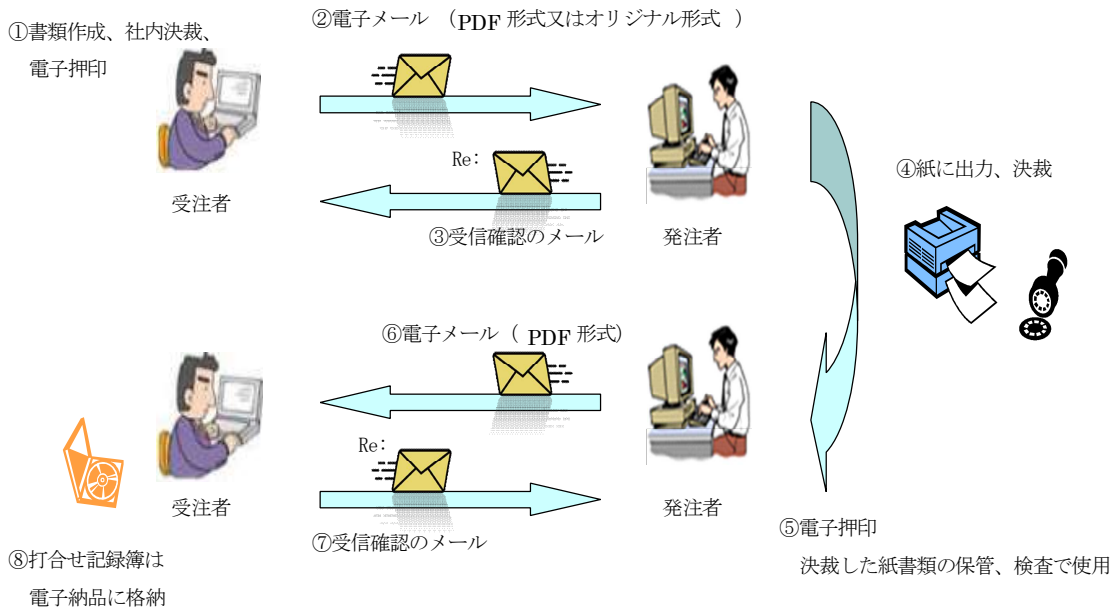 ①書類作成、社内決裁、
電子押印
②電子メール （PDF 形式又はオリジナル形式 ）
Re:
③受信確認のメール
受注者
発注者
④紙に出力、決裁
⑤電子押印
決裁した紙書類の保管、検査で使用
⑥電子メール（ PDF 形式）
Re:
⑦受信確認のメール
受注者
発注者
⑧打合せ記録簿は
電子納品に格納